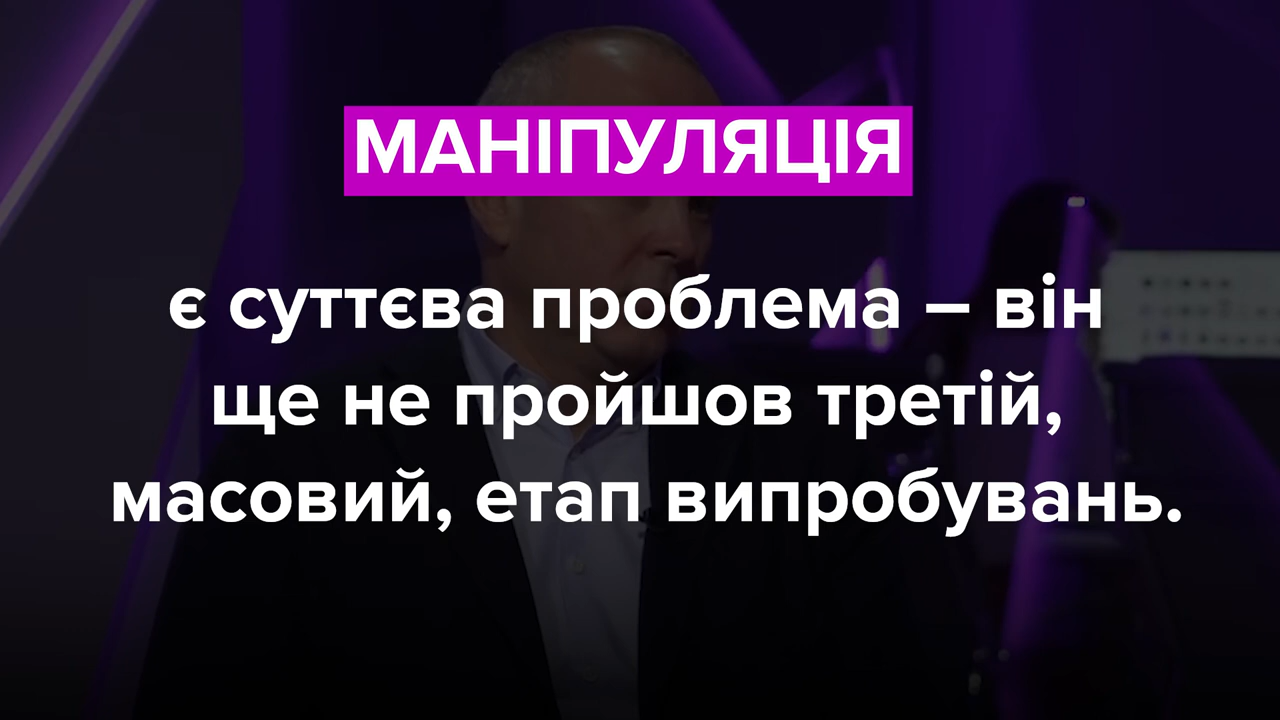 МАНІПУЛЯЦІЯ
є суттєва проблема – він
ще не пройшов третій,
масовий, етап випробувань.